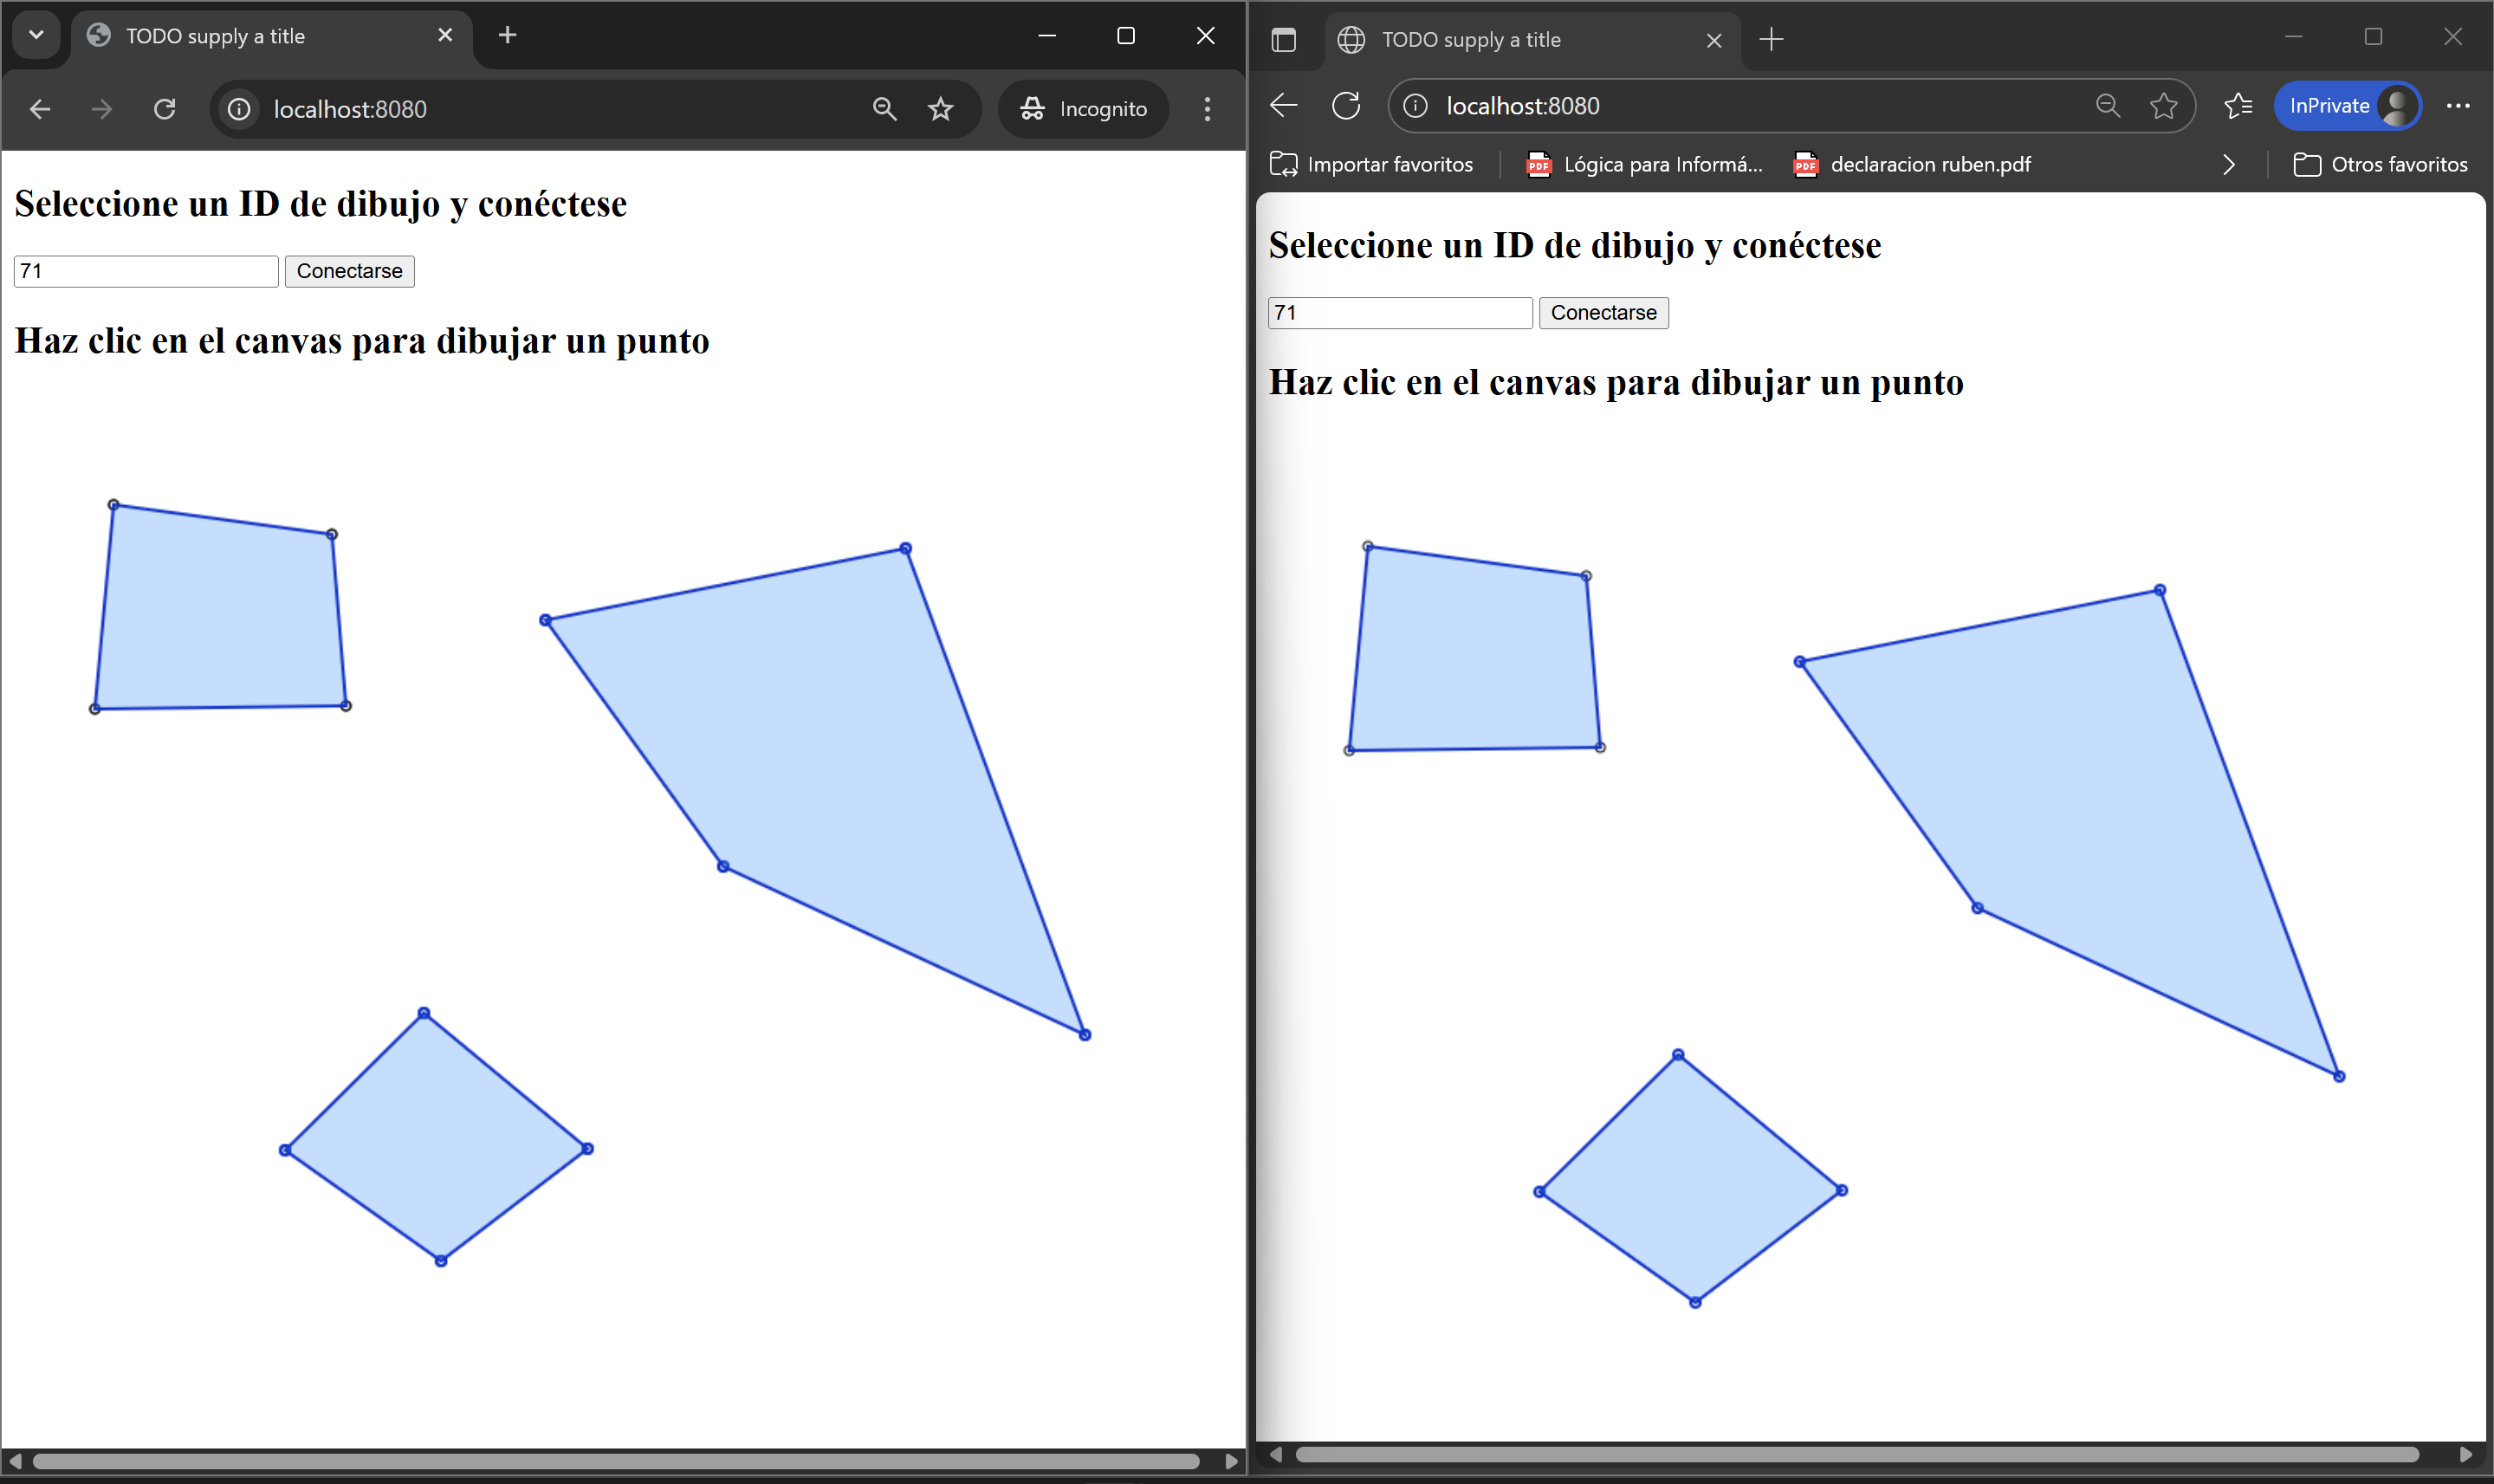 TODO supply a title
localhost:8080
Incognito
Seleccione un ID de dibujo y conéctese
71 Conectarse
Haz clic en el canvas para dibujar un punto
TODO supply a title
localhost:8080
InPrivate
Importar favoritos PDF Lógica para Informá... PDF declaracion ruben.pdf Otros favoritos
Seleccione un ID de dibujo y conéctese
71 Conectarse
Haz clic en el canvas para dibujar un punto